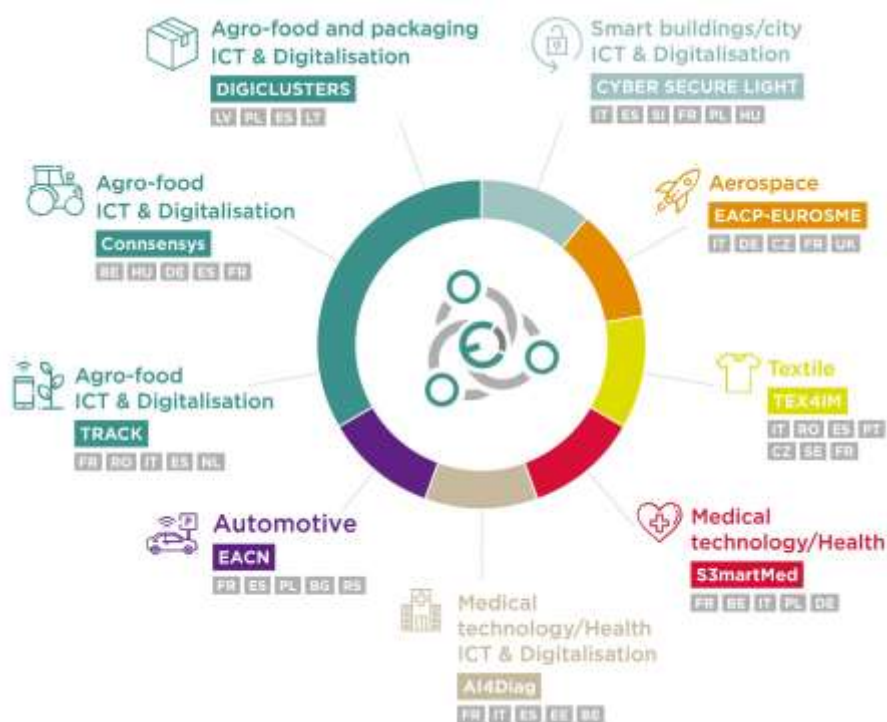 Agro-food and packaging
ICT & Digitalisation
DIGICLUSTERS
LV PL ES LT
Smart buildings/city
ICT & Digitalisation
CYBER SECURE LIGHT
IT ES SI FR PL HU
Agro-food
ICT & Digitalisation
Connsensys
BE HU DE ES FR
Aerospace
EACP-EUROSME
IT DE CZ FR UK
Agro-food
ICT & Digitalisation
TRACK
FR RO IT ES NL
Textile
TEX4IM
IT RO ES PT
CZ SE FR
Automotive
EACN
FR ES PL BG RS
Medical
technology/Health
S3martMed
FR BE IT PL DE
Medical
technology/Health
ICT & Digitalisation
AI4Diag
FR IT ES EE